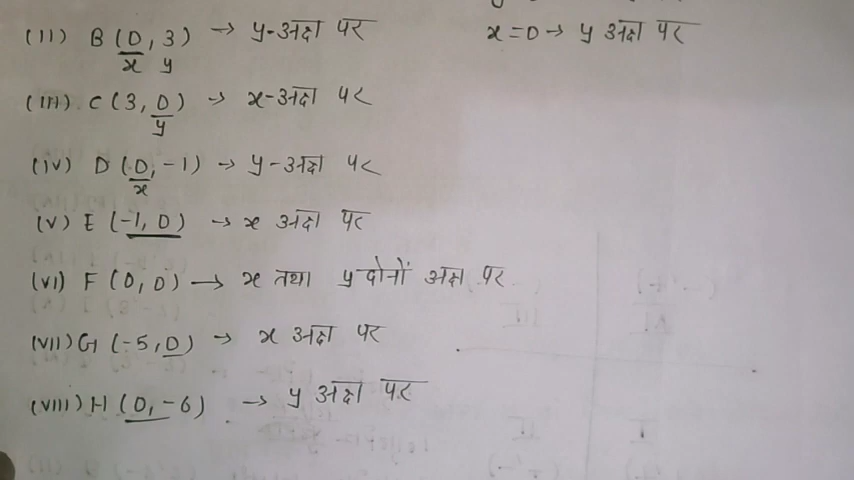 (II) B (0, 3) → y-अक्ष पर
x y
x = 0 → y अक्ष पर
(III). C (3, 0) → x-अक्ष पर
y
(iv) D (0, -1) → y-अक्ष पर
x
(v) E (-1, 0) → x अक्ष पर
(vi) F (0, 0) → x तथा y दोनों अक्ष पर
(vii) G (-5, 0) → x अक्ष पर
(viii) H (0, -6) → y अक्ष पर